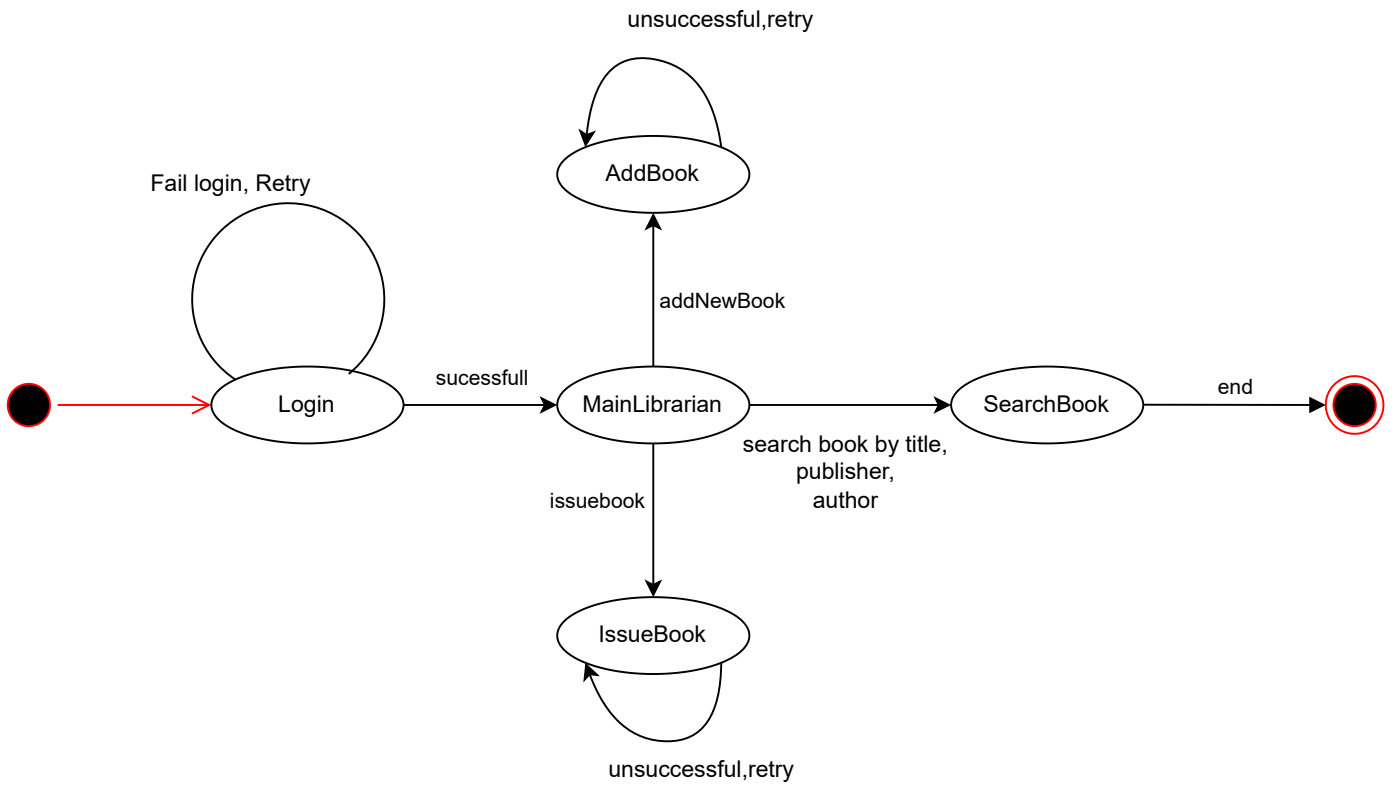 unsuccessful,retry
AddBook
Fail login, Retry
addNewBook
sucessfull
Login
MainLibrarian
SearchBook
end
search book by title,
publisher,
author
issuebook
IssueBook
unsuccessful,retry